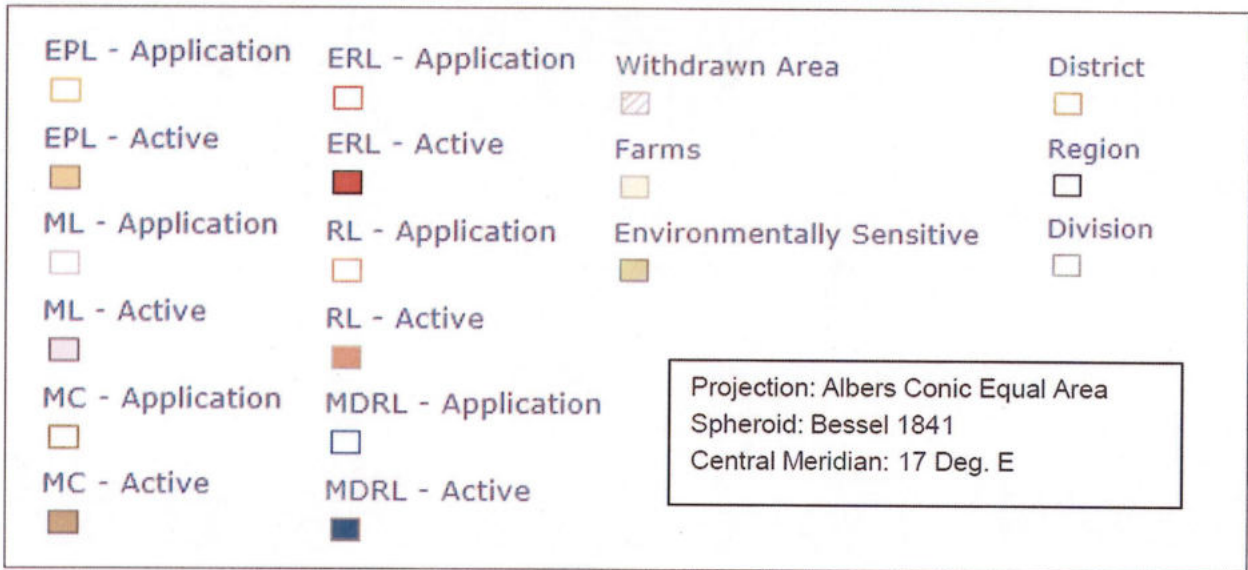 EPL - Application
EPL - Active
ML - Application
ML - Active
MC - Application
MC - Active
ERL - Application
ERL - Active
RL - Application
RL - Active
MDRL - Application
MDRL - Active
Withdrawn Area
Farms
Environmentally Sensitive
District
Region
Division
Projection: Albers Conic Equal Area
Spheroid: Bessel 1841
Central Meridian: 17 Deg. E